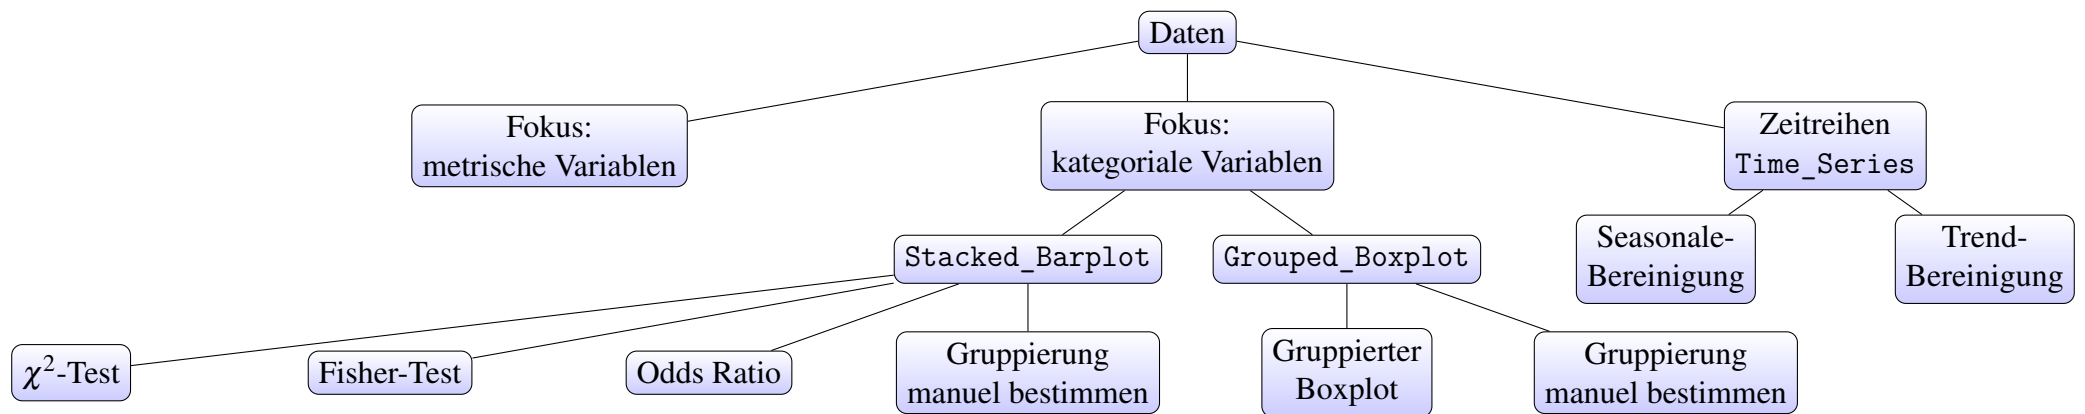 Daten
Fokus:
metrische Variablen
Fokus:
kategoriale Variablen
Zeitreihen
Time_Series
Stacked_Barplot
Grouped_Boxplot
Seasonale-
Bereinigung
Trend-
Bereinigung
χ²-Test
Fisher-Test
Odds Ratio
Gruppierung
manuel bestimmen
Gruppierter
Boxplot
Gruppierung
manuel bestimmen